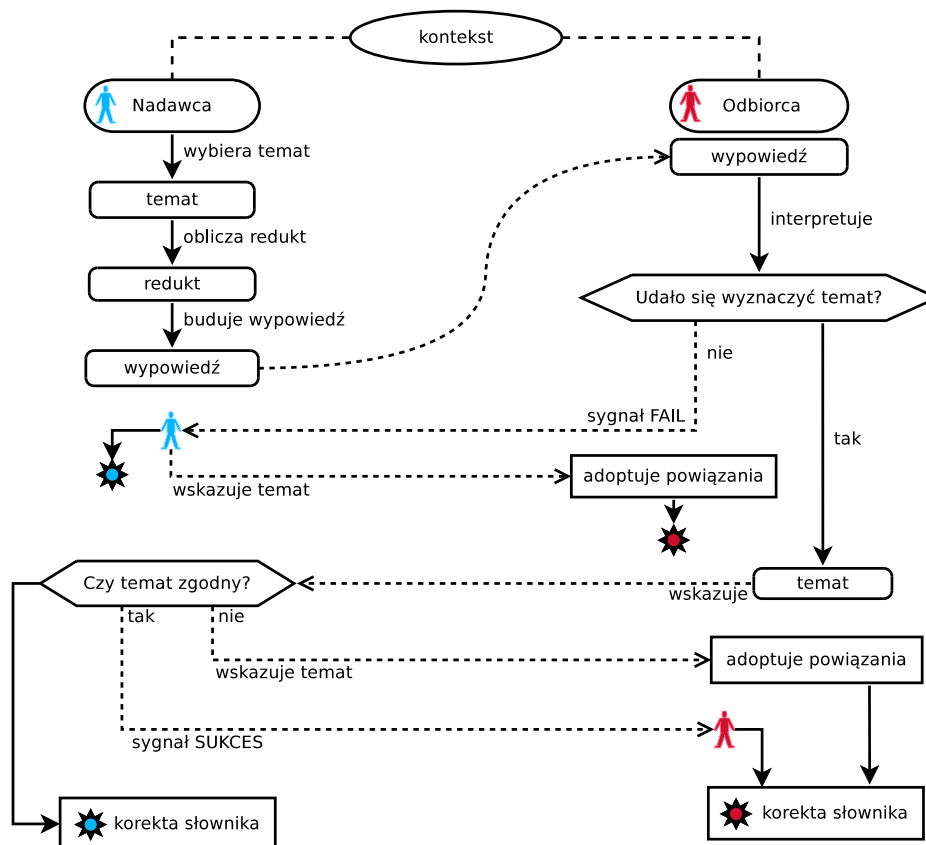 kontekst
Nadawca
Odbiorca
wybiera temat
wypowiedź
temat
interpretuje
oblicza redukt
redukt
Udało się wyznaczyć temat?
buduje wypowiedź
wypowiedź
nie
sygnał FAIL
tak
wskazuje temat
adoptuje powiązania
Czy temat zgodny?
wskazuje
temat
tak
nie
wskazuje temat
adoptuje powiązania
sygnał SUKCES
korekta słownika
korekta słownika